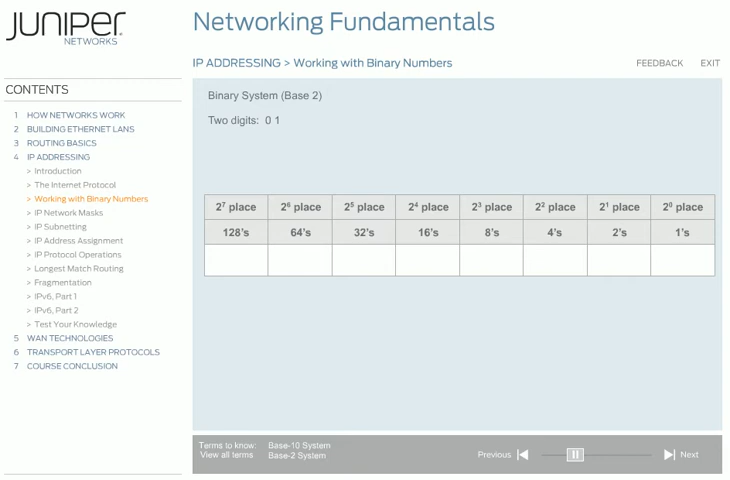 JUNIPER
NETWORKS
Networking Fundamentals
IP ADDRESSING > Working with Binary Numbers
FEEDBACK EXIT
CONTENTS
1 HOW NETWORKS WORK
2 BUILDING ETHERNET LANS
3 ROUTING BASICS
4 IP ADDRESSING
> Introduction
> The Internet Protocol
> Working with Binary Numbers
> IP Network Masks
> IP Subnetting
> IP Address Assignment
> IP Protocol Operations
> Longest Match Routing
> Fragmentation
> IPv6, Part 1
> IPv6, Part 2
> Test Your Knowledge
5 WAN TECHNOLOGIES
6 TRANSPORT LAYER PROTOCOLS
7 COURSE CONCLUSION
Binary System (Base 2)
Two digits: 0 1
2⁷ place 2⁶ place 2⁵ place 2⁴ place 2³ place 2² place 2¹ place 2⁰ place
128's 64's 32's 16's 8's 4's 2's 1's
Terms to know: Base-10 System
View all terms Base-2 System
Previous Next